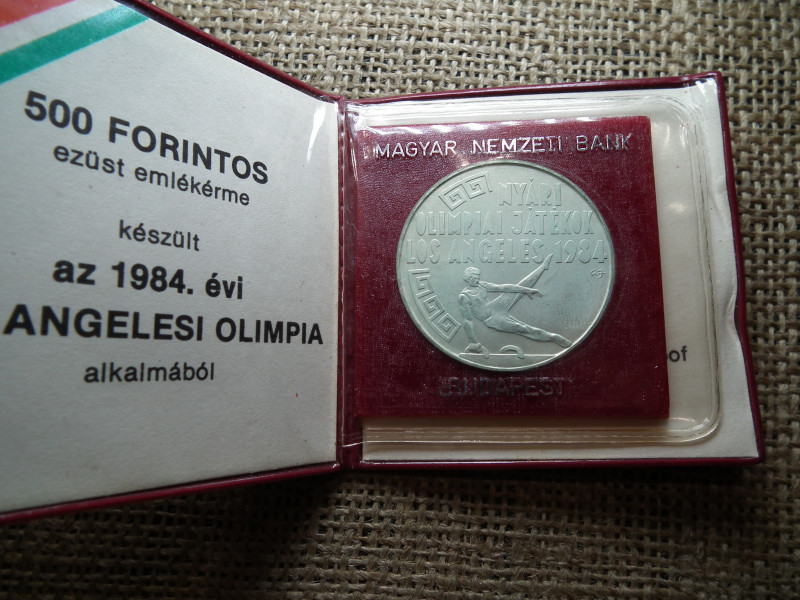 500 FORINTOS
ezüst emlékérme
készült
az 1984. évi
ANGELESI OLIMPIA
alkalmából
MAGYAR NEMZETI BANK
NYÁRI
OLIMPIAI JÁTÉKOK
LOS ANGELES 1984
BUDAPEST
of